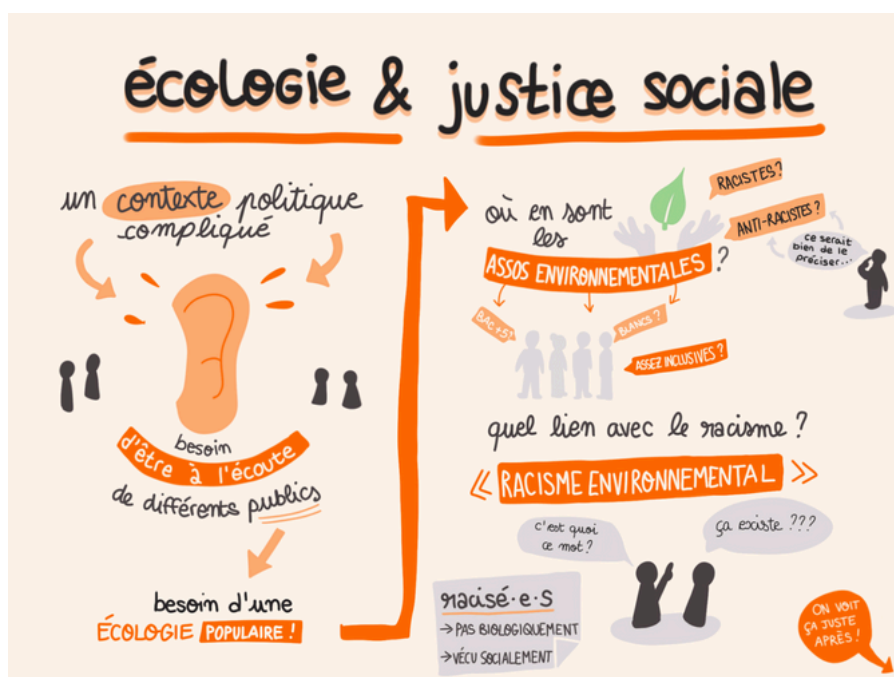 écologie & justice sociale
un contexte politique
compliqué
besoin
d'être à l'écoute
de différents publics
besoin d'une
ÉCOLOGIE POPULAIRE !
où en sont
les
ASSOS ENVIRONNEMENTALES ?
RACISTES ?
ANTI-RACISTES ?
ce serait
bien de le
préciser...
BAC+5?
BLANCS ?
ASSEZ INCLUSIVES ?
quel lien avec le racisme ?
« RACISME ENVIRONNEMENTAL »
c'est quoi
ce mot ?
ça existe ???
racisé·e·s
→ PAS BIOLOGIQUEMENT
→ VÉCU SOCIALEMENT
ON VOIT
ÇA JUSTE
APRÈS !